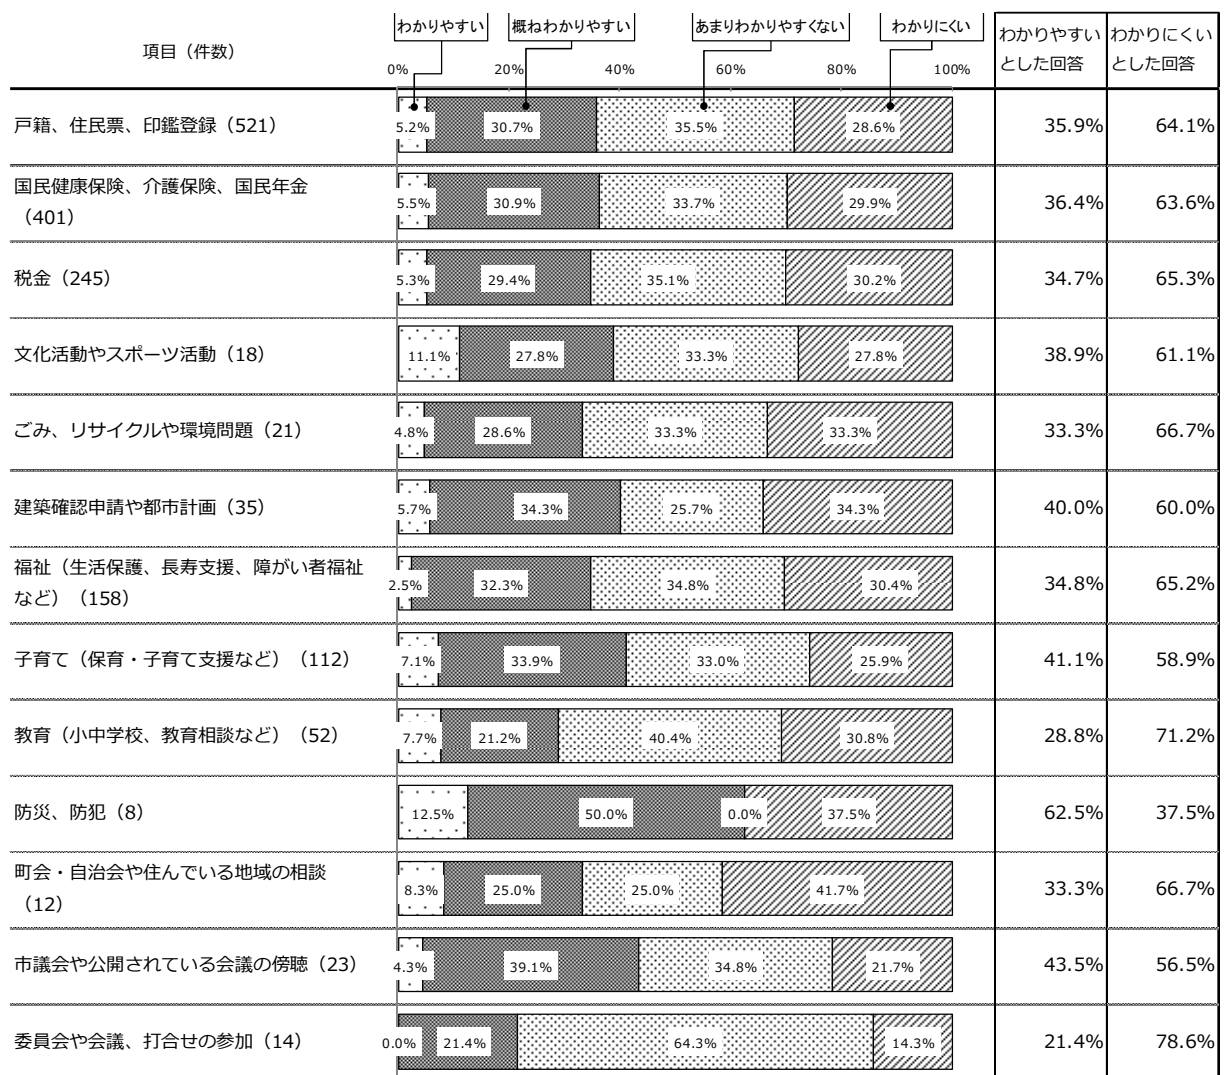 わかりやすい 概ねわかりやすい あまりわかりやすくない わかりにくい
項目（件数） わかりやすい わかりにくい
とした回答 とした回答
0% 20% 40% 60% 80% 100%
戸籍、住民票、印鑑登録（521） 5.2% 30.7% 35.5% 28.6% 35.9% 64.1%
国民健康保険、介護保険、国民年金
（401） 5.5% 30.9% 33.7% 29.9% 36.4% 63.6%
税金（245） 5.3% 29.4% 35.1% 30.2% 34.7% 65.3%
文化活動やスポーツ活動（18） 11.1% 27.8% 33.3% 27.8% 38.9% 61.1%
ごみ、リサイクルや環境問題（21） 4.8% 28.6% 33.3% 33.3% 33.3% 66.7%
建築確認申請や都市計画（35） 5.7% 34.3% 25.7% 34.3% 40.0% 60.0%
福祉（生活保護、長寿支援、障がい者福祉
など）（158） 2.5% 32.3% 34.8% 30.4% 34.8% 65.2%
子育て（保育・子育て支援など）（112） 7.1% 33.9% 33.0% 25.9% 41.1% 58.9%
教育（小中学校、教育相談など）（52） 7.7% 21.2% 40.4% 30.8% 28.8% 71.2%
防災、防犯（8） 12.5% 50.0% 0.0% 37.5% 62.5% 37.5%
町会・自治会や住んでいる地域の相談
（12） 8.3% 25.0% 25.0% 41.7% 33.3% 66.7%
市議会や公開されている会議の傍聴（23） 4.3% 39.1% 34.8% 21.7% 43.5% 56.5%
委員会や会議、打合せの参加（14） 0.0% 21.4% 64.3% 14.3% 21.4% 78.6%